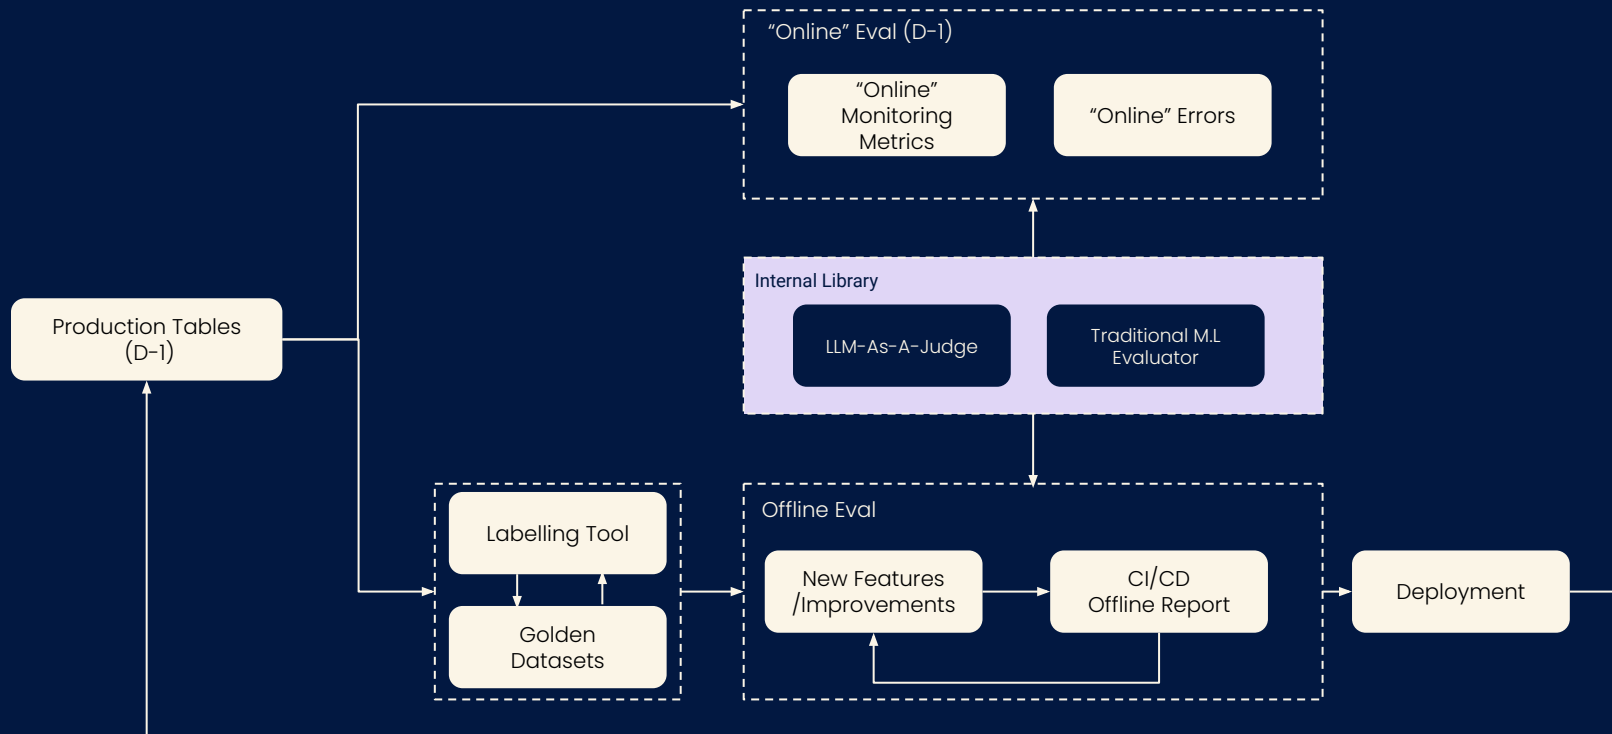 “Online” Eval (D-1)
“Online”
Monitoring
Metrics
“Online” Errors
Internal Library
LLM-As-A-Judge
Traditional M.L
Evaluator
Production Tables
(D-1)
Labelling Tool
Golden
Datasets
Offline Eval
New Features
/Improvements
CI/CD
Offline Report
Deployment